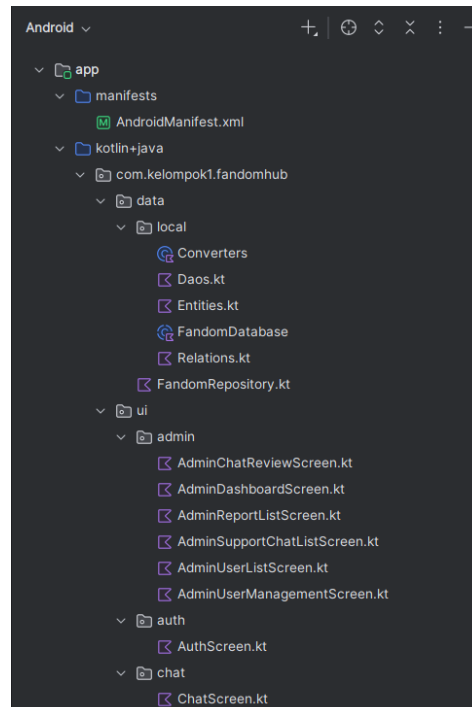 Android
app
manifests
AndroidManifest.xml
kotlin+java
com.kelompok1.fandomhub
data
local
Converters
Daos.kt
Entities.kt
FandomDatabase
Relations.kt
FandomRepository.kt
ui
admin
AdminChatReviewScreen.kt
AdminDashboardScreen.kt
AdminReportListScreen.kt
AdminSupportChatListScreen.kt
AdminUserListScreen.kt
AdminUserManagementScreen.kt
auth
AuthScreen.kt
chat
ChatScreen.kt